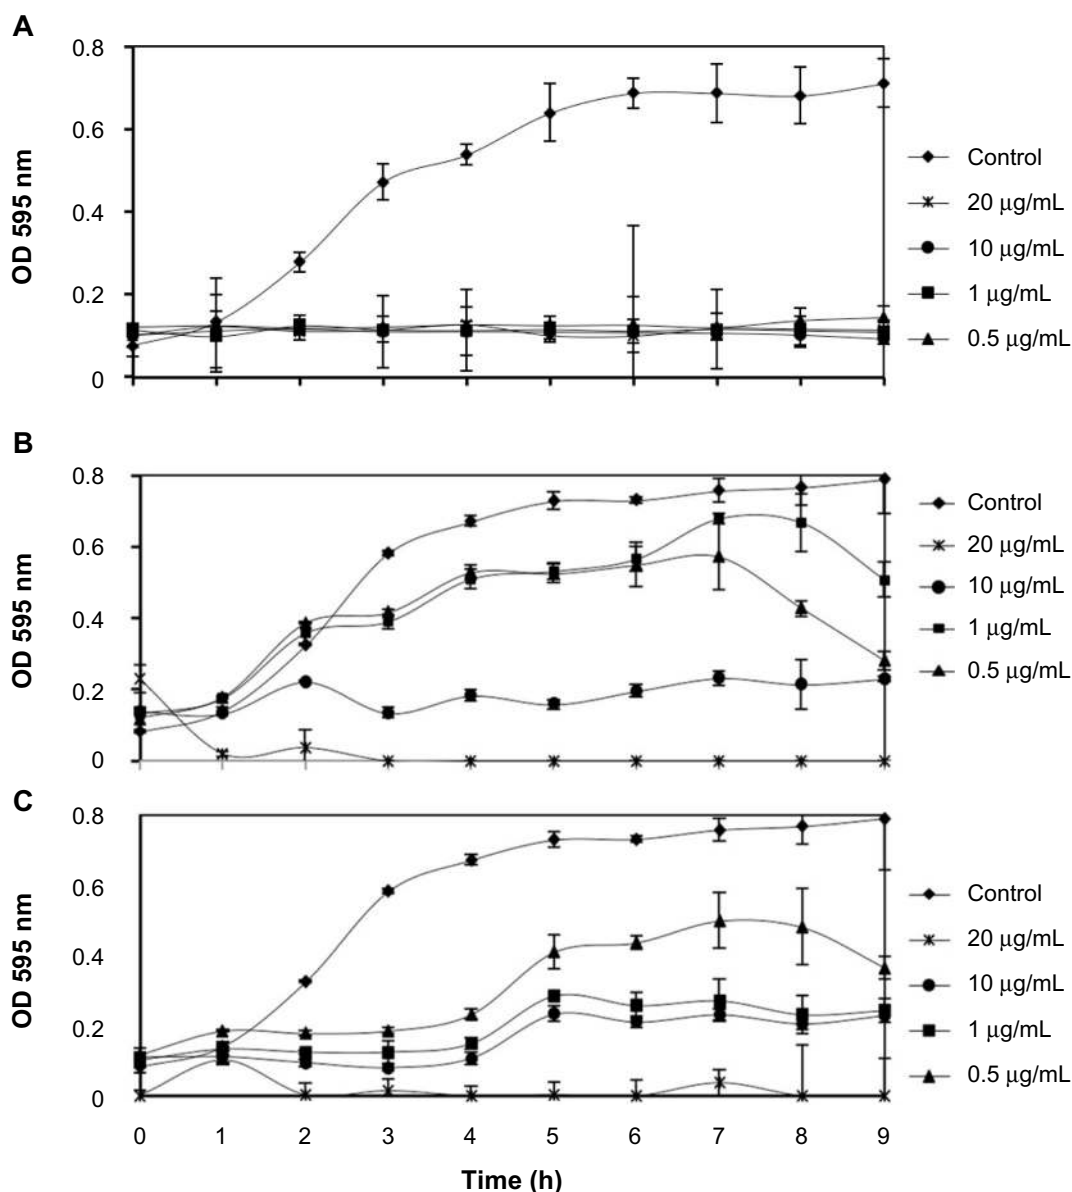 A
0.8
0.6
0.4
0.2
0
OD 595 nm
Control
20 μg/mL
10 μg/mL
1 μg/mL
0.5 μg/mL
B
0.8
0.6
0.4
0.2
0
OD 595 nm
Control
20 μg/mL
10 μg/mL
1 μg/mL
0.5 μg/mL
C
0.8
0.6
0.4
0.2
0
OD 595 nm
Control
20 μg/mL
10 μg/mL
1 μg/mL
0.5 μg/mL
0 1 2 3 4 5 6 7 8 9
Time (h)